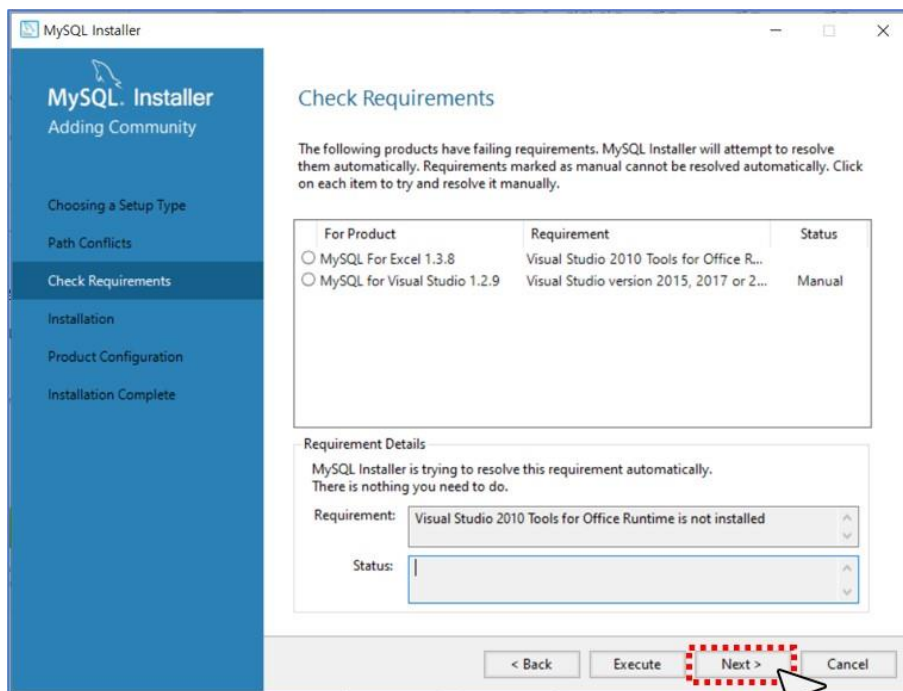 MySQL Installer
MySQL. Installer
Adding Community
Choosing a Setup Type
Path Conflicts
Check Requirements
Installation
Product Configuration
Installation Complete
Check Requirements
The following products have failing requirements. MySQL Installer will attempt to resolve
them automatically. Requirements marked as manual cannot be resolved automatically. Click
on each item to try and resolve it manually.
For Product Requirement Status
MySQL For Excel 1.3.8 Visual Studio 2010 Tools for Office R...
MySQL for Visual Studio 1.2.9 Visual Studio version 2015, 2017 or 2... Manual
Requirement Details
MySQL Installer is trying to resolve this requirement automatically.
There is nothing you need to do.
Requirement: Visual Studio 2010 Tools for Office Runtime is not installed
Status:
< Back Execute Next > Cancel